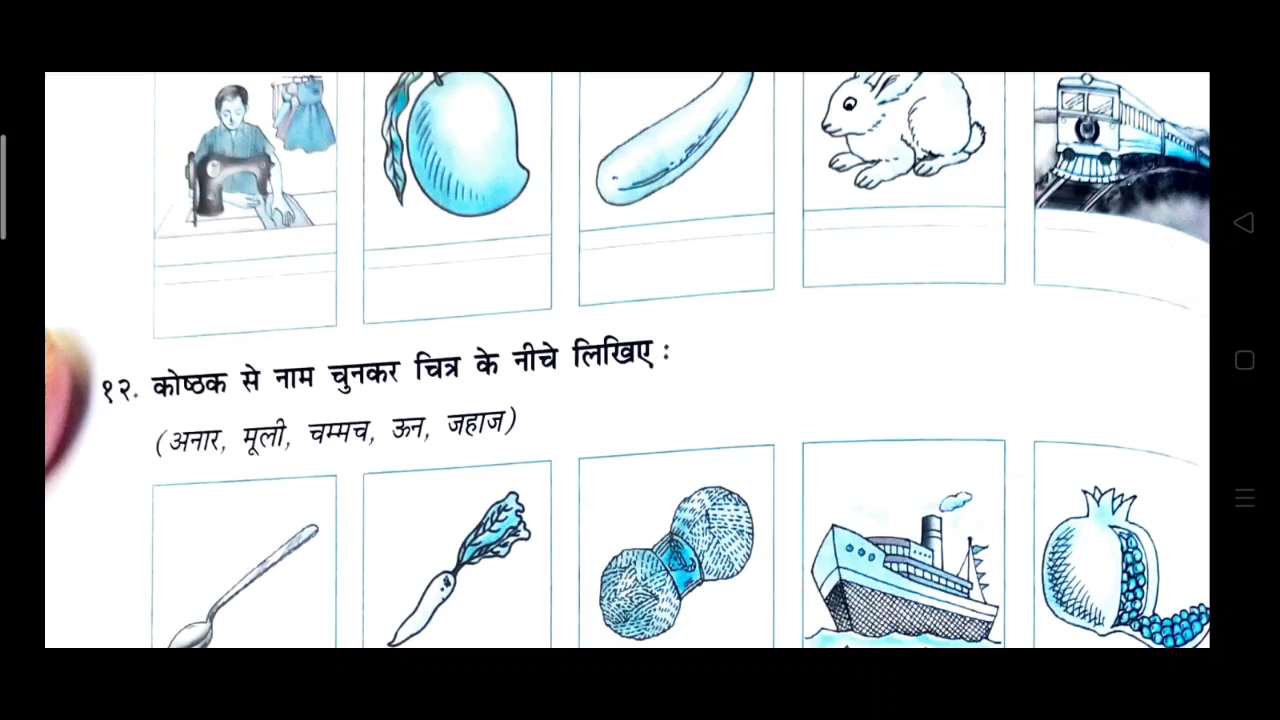 १२. कोष्ठक से नाम चुनकर चित्र के नीचे लिखिए :
(अनार, मूली, चम्मच, ऊन, जहाज)